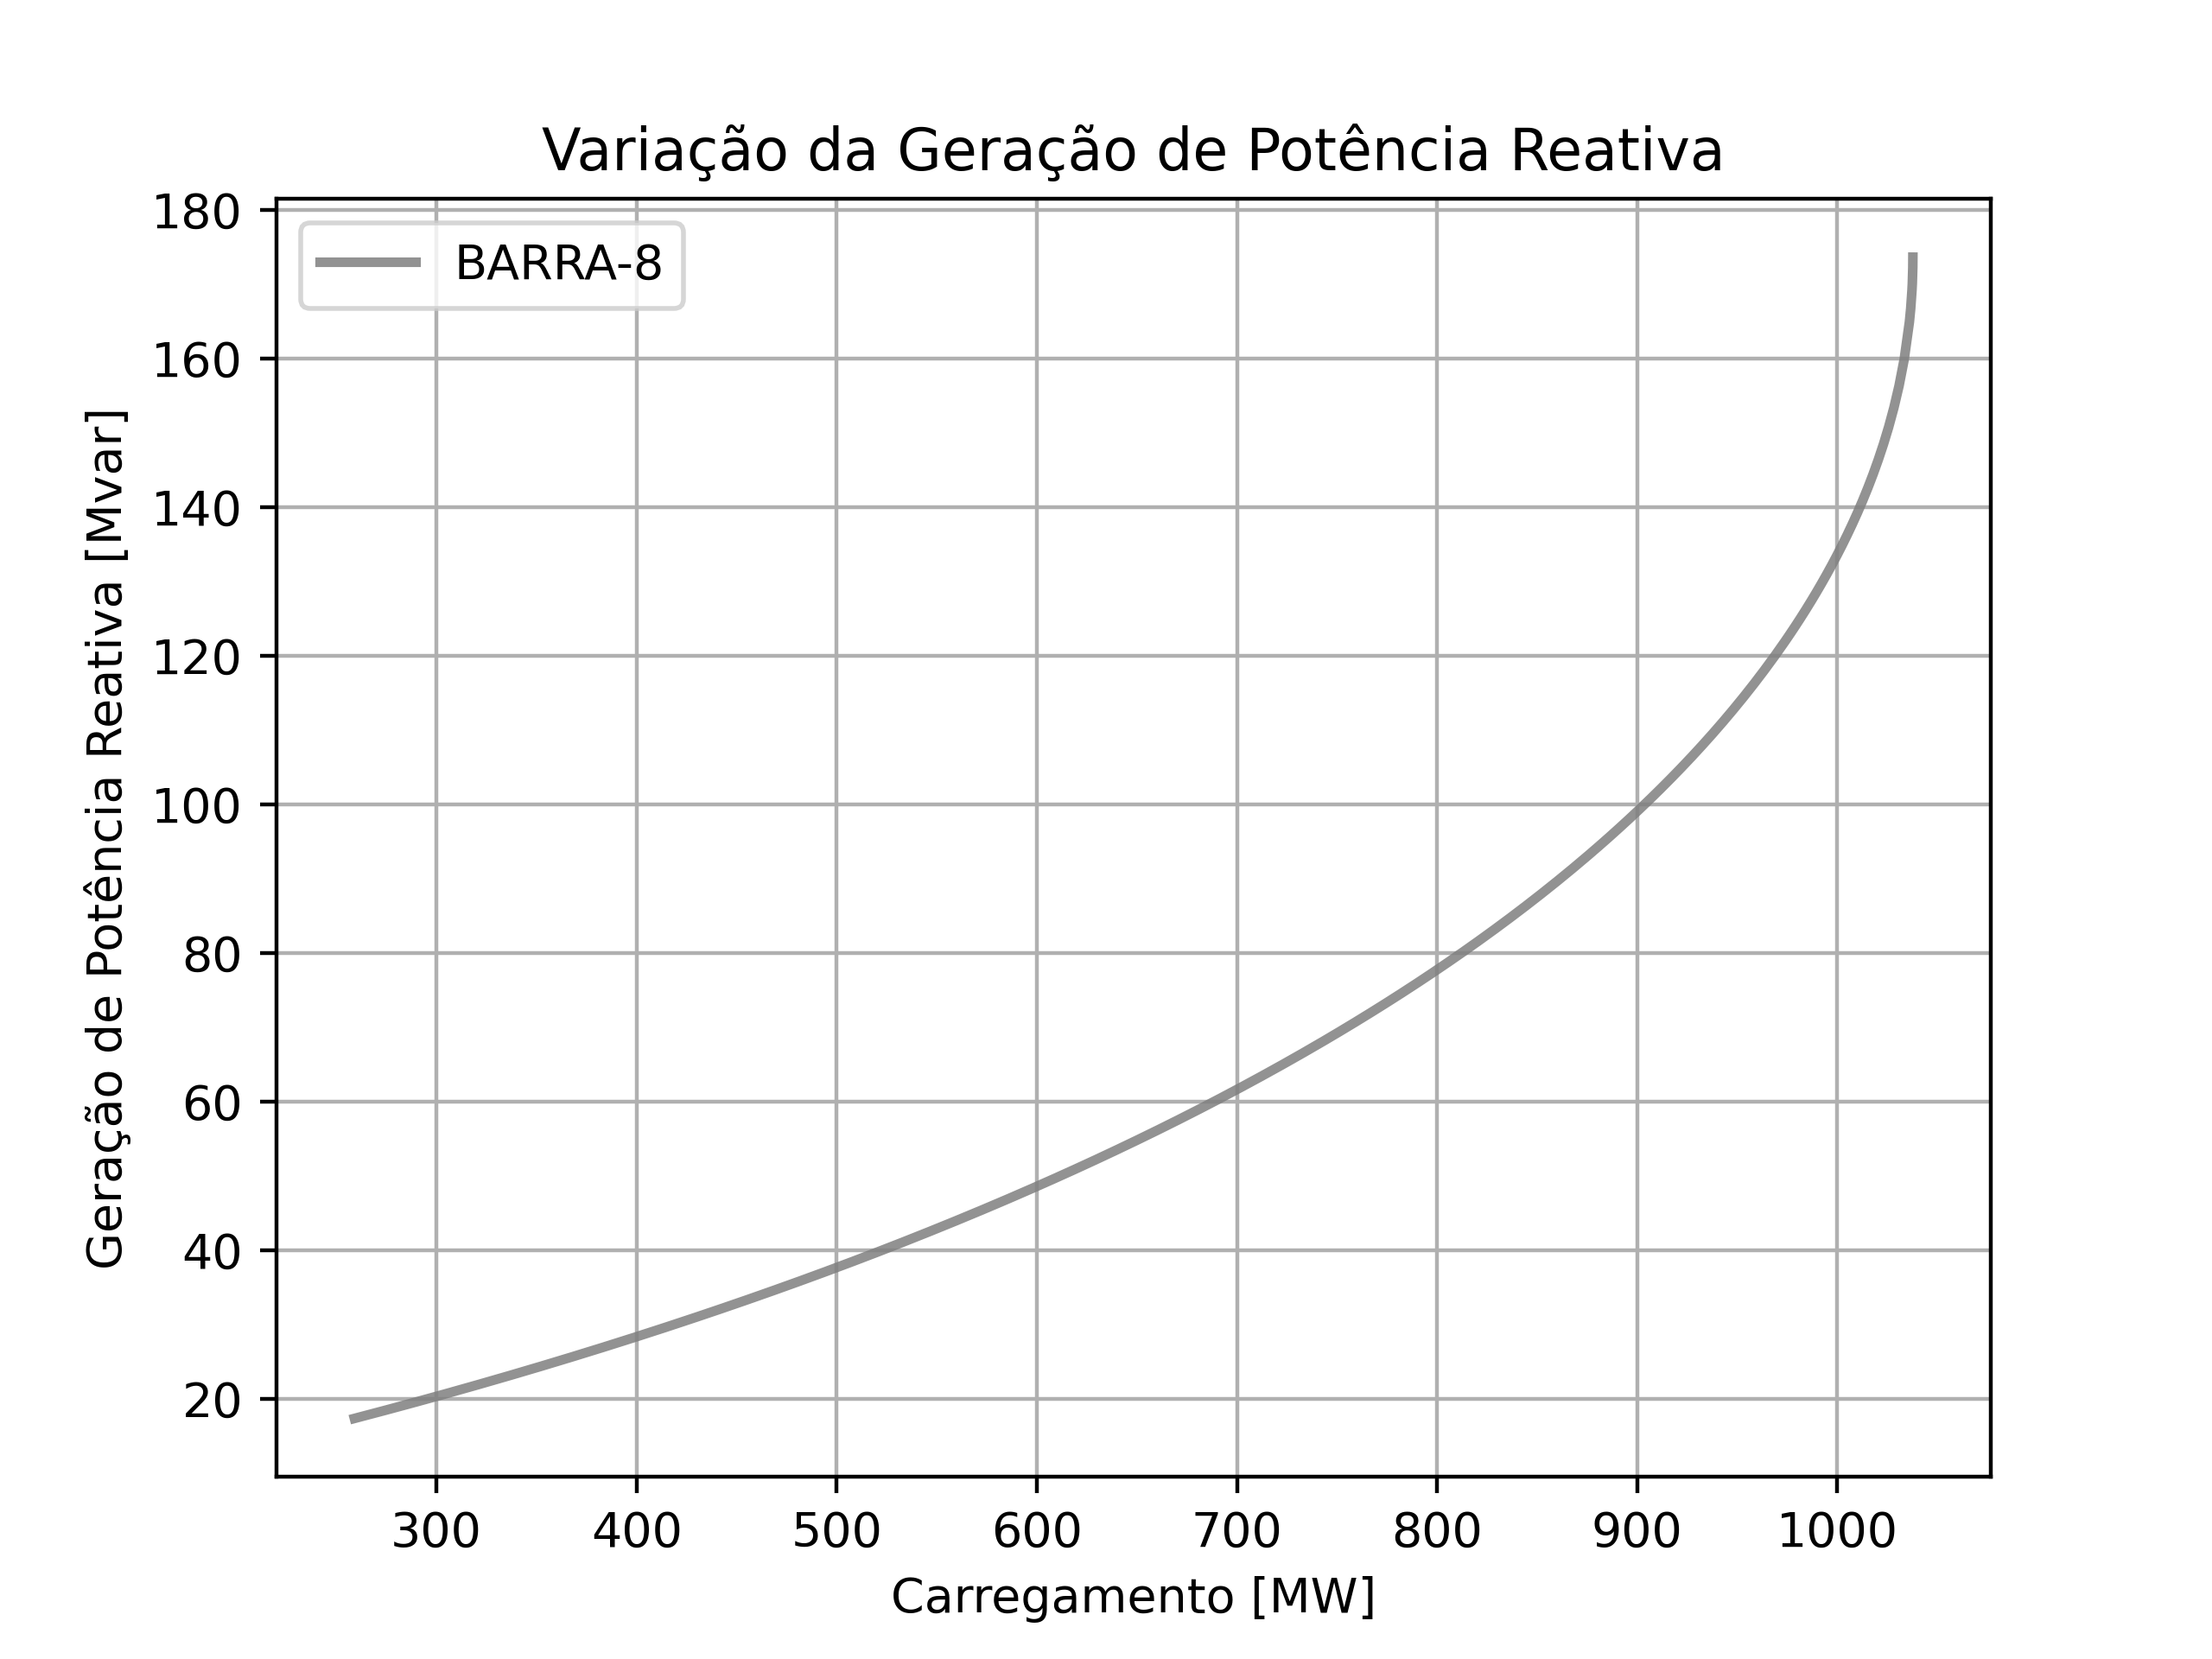 Variação da Geração de Potência Reativa
BARRA-8
Geração de Potência Reativa [Mvar]
180
160
140
120
100
80
60
40
20
300 400 500 600 700 800 900 1000
Carregamento [MW]